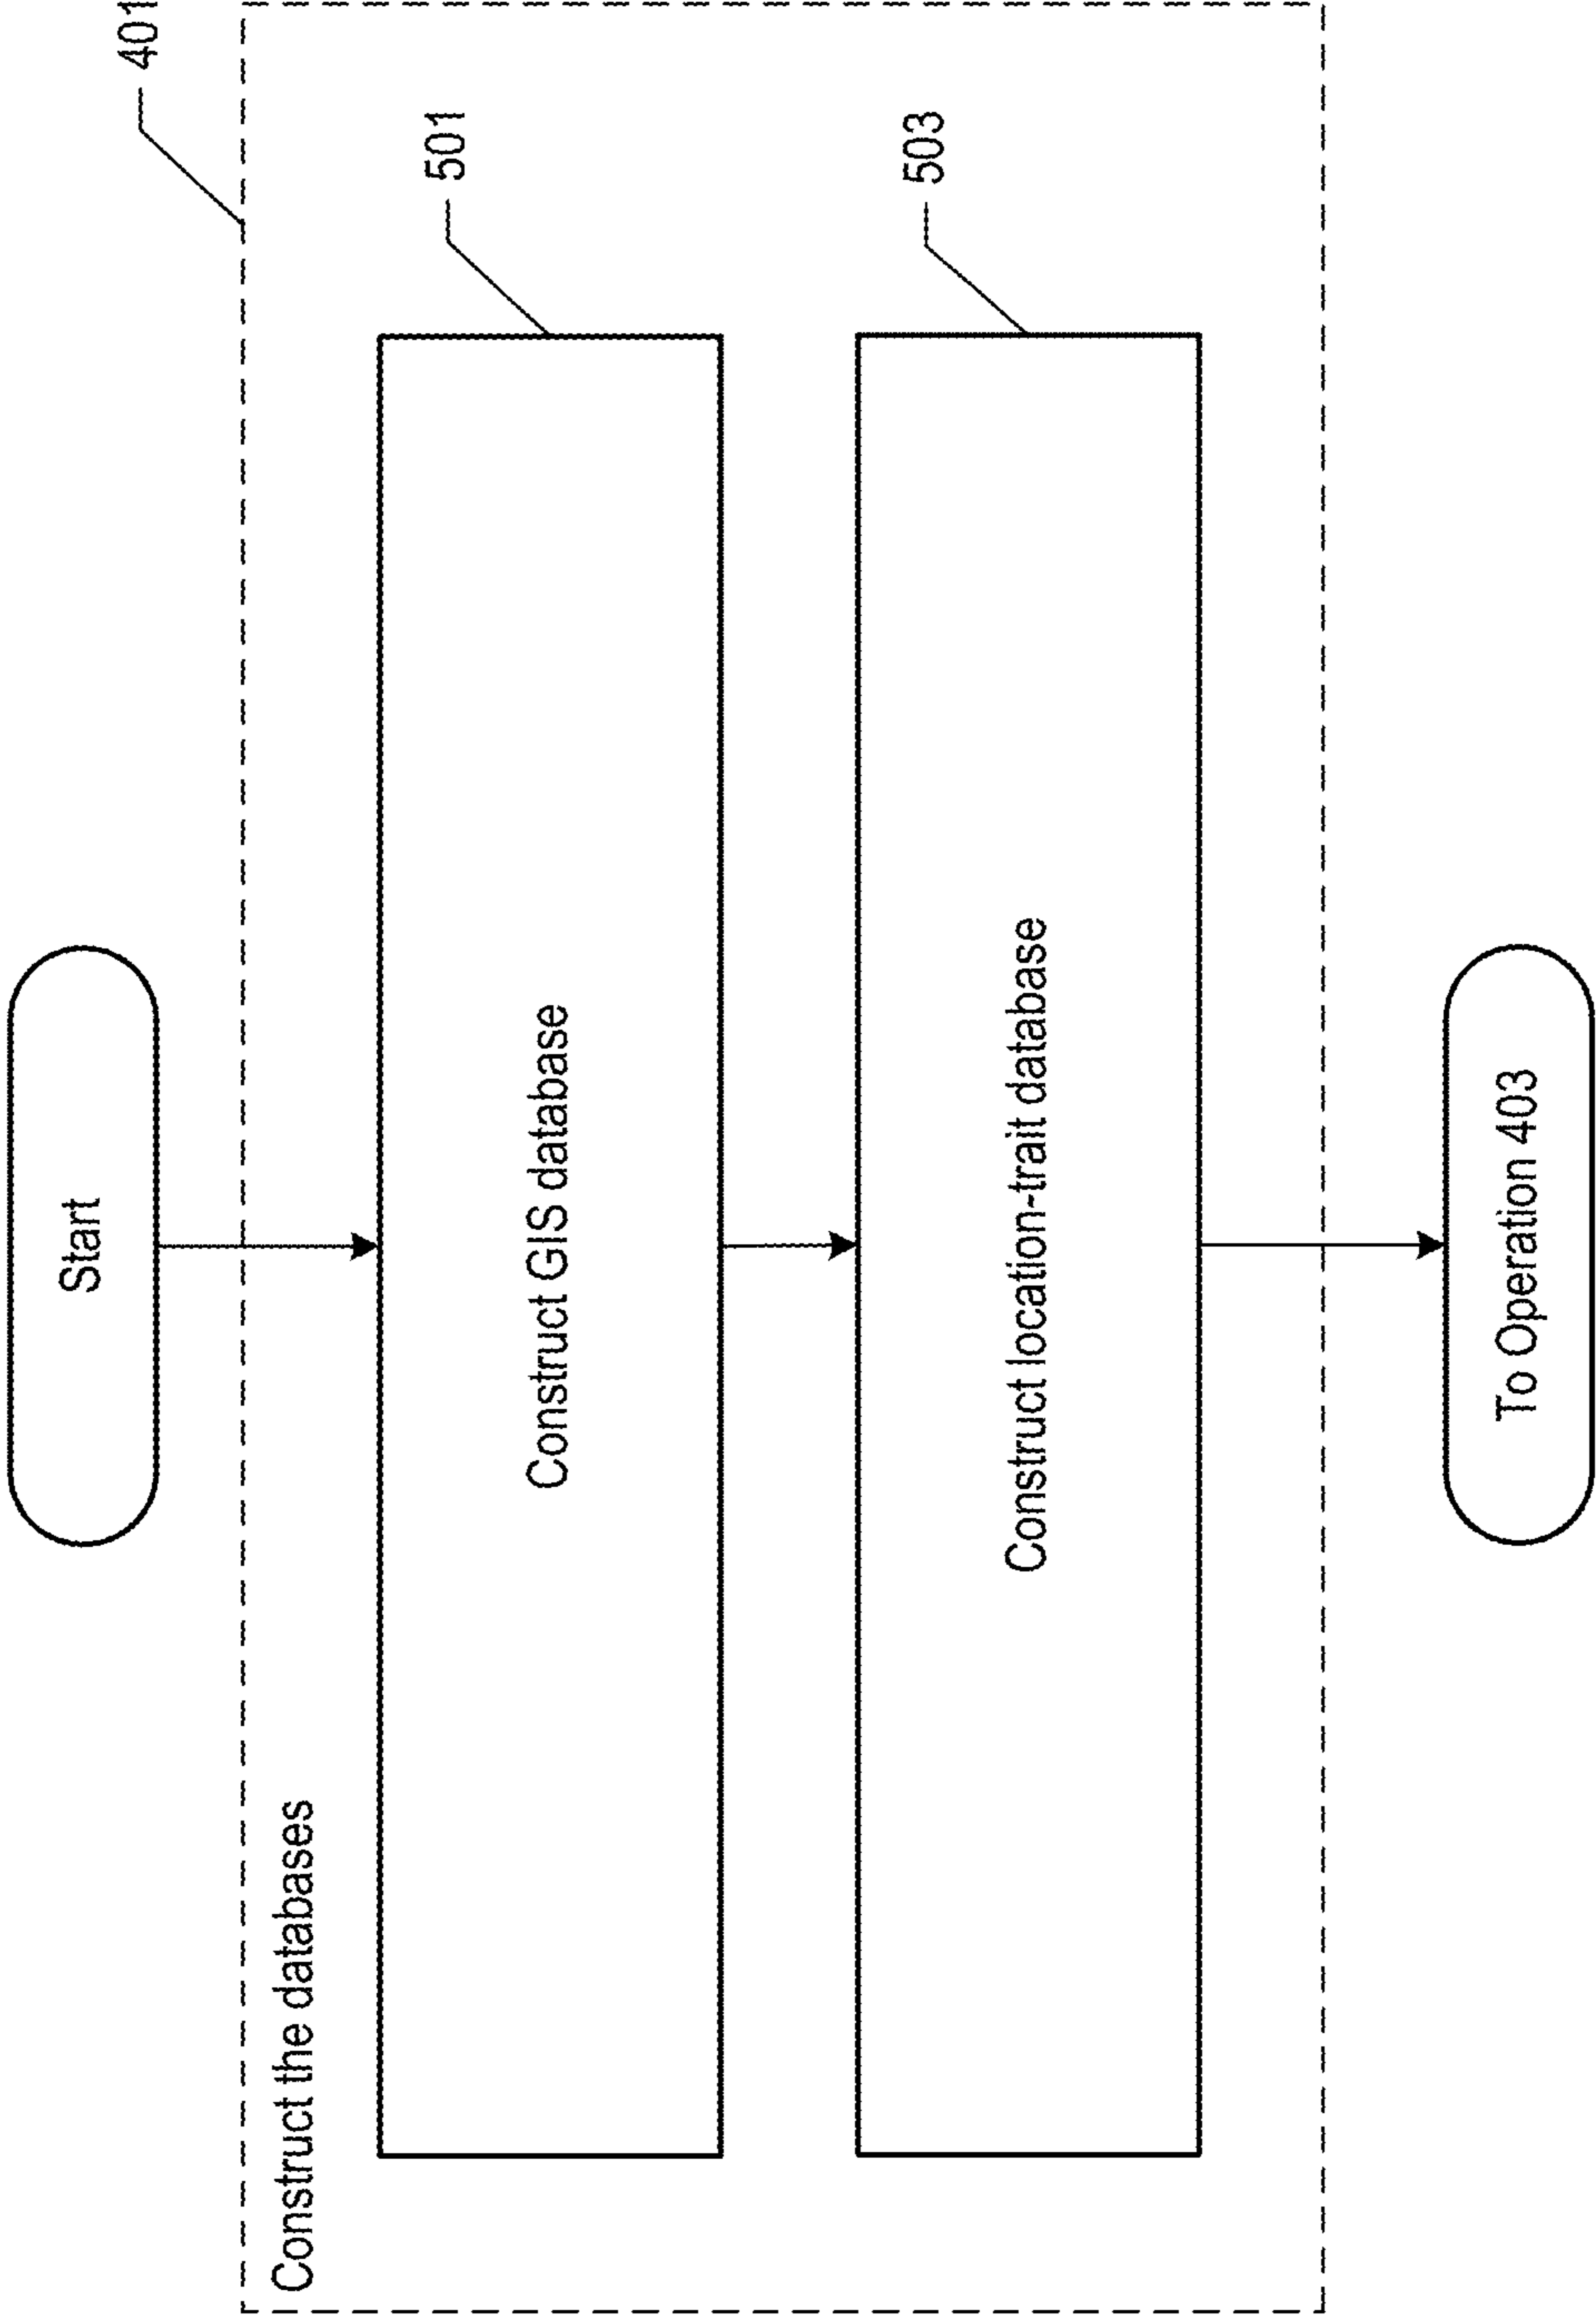 Start
401
Construct the databases
501
Construct GIS database
503
Construct location-trait database
To Operation 403